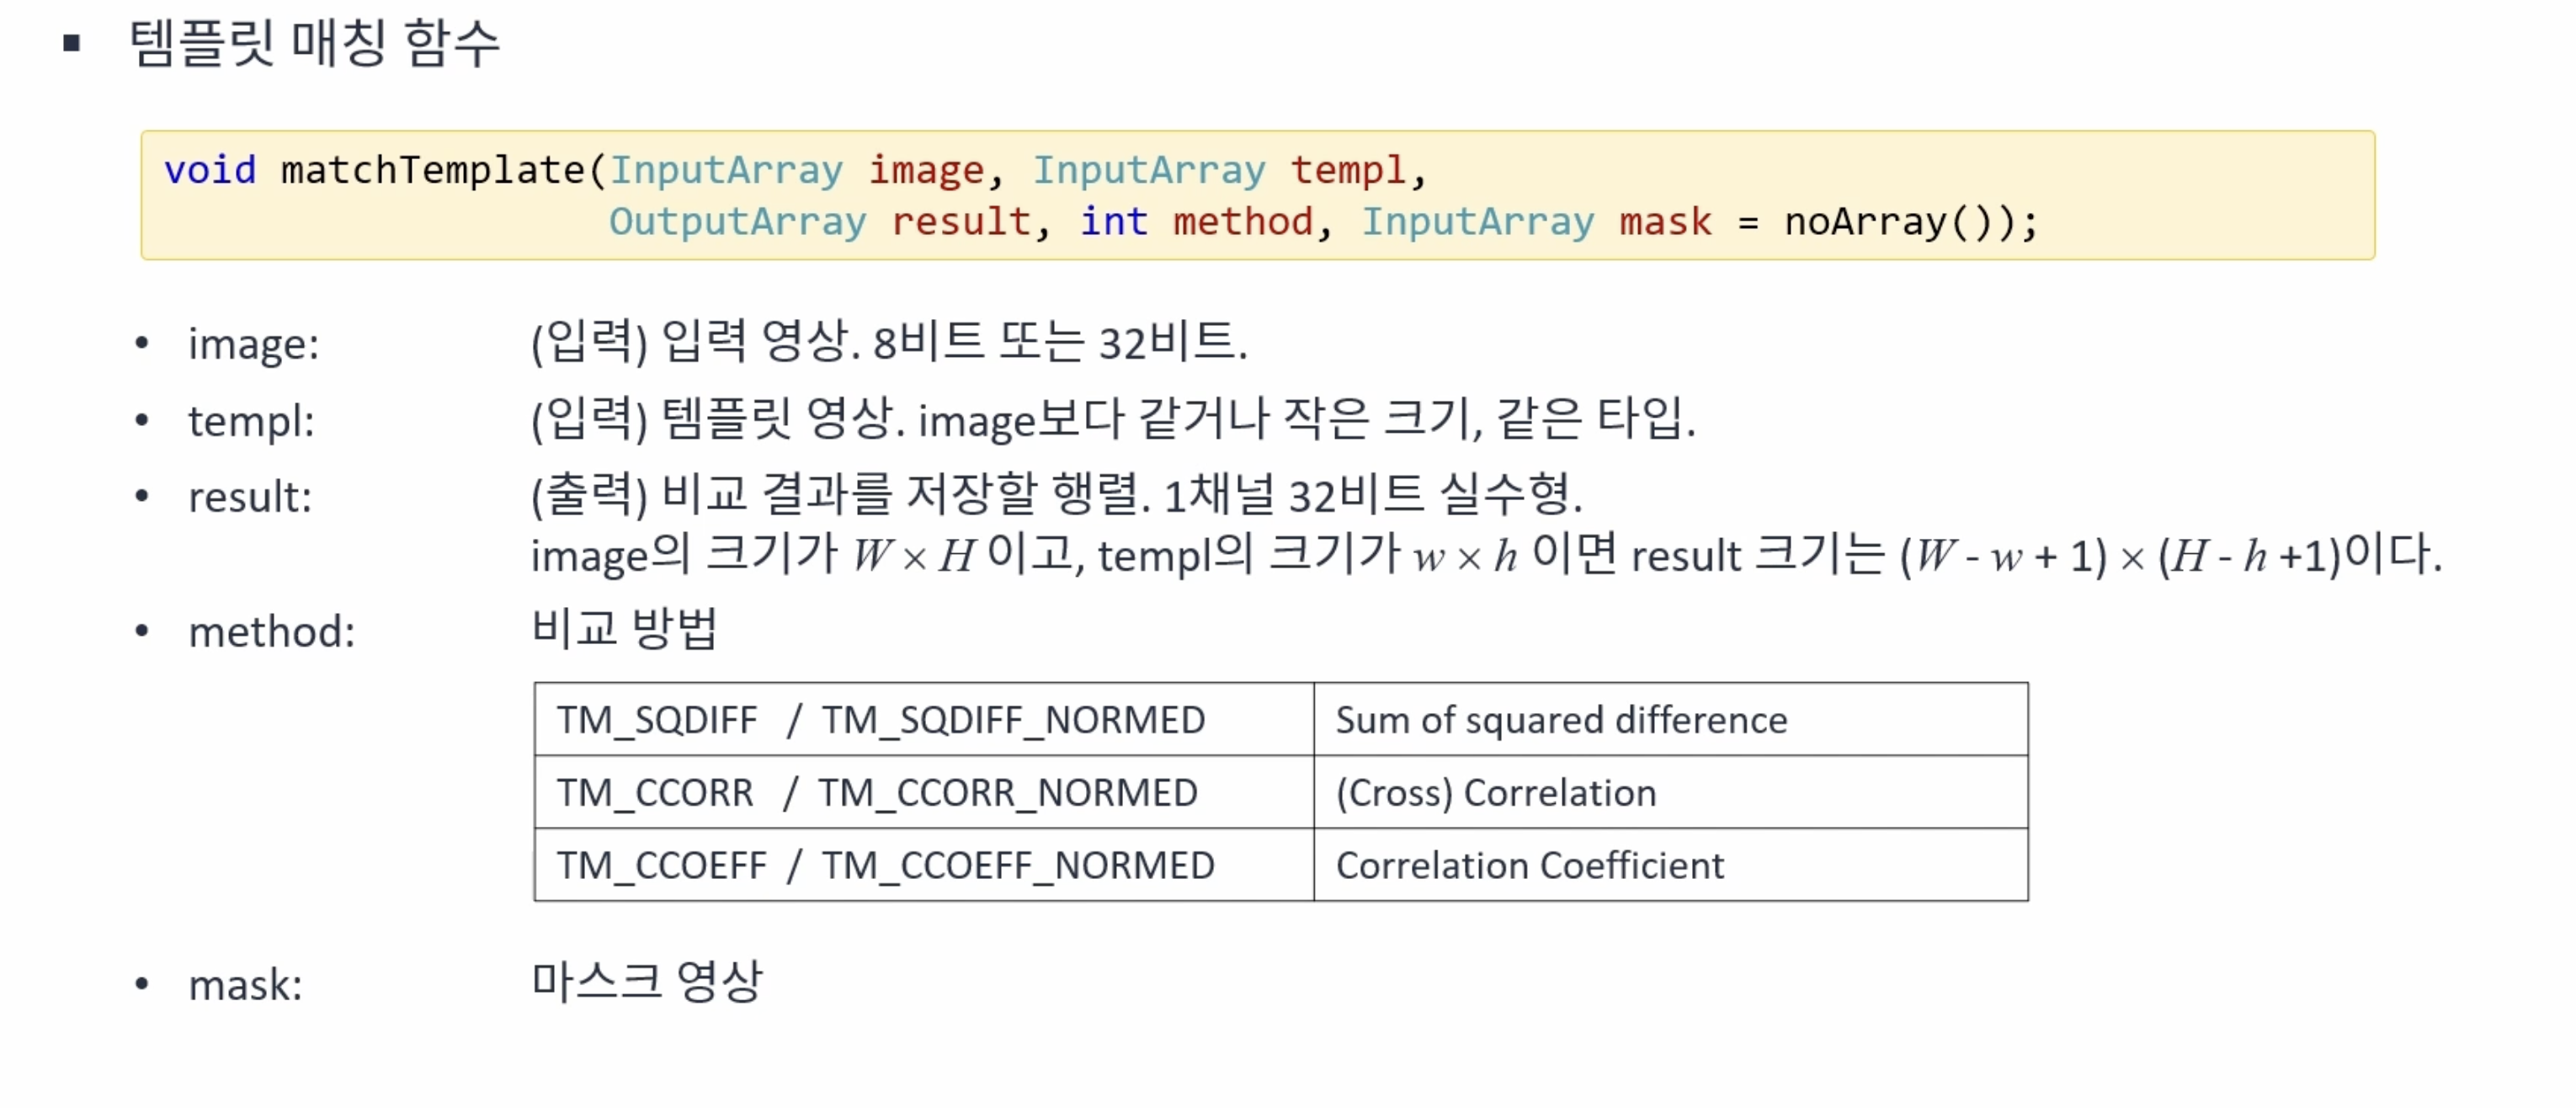 ▪ 템플릿 매칭 함수
void matchTemplate(InputArray image, InputArray templ,
OutputArray result, int method, InputArray mask = noArray());
• image: (입력) 입력 영상. 8비트 또는 32비트.
• templ: (입력) 템플릿 영상. image보다 같거나 작은 크기, 같은 타입.
• result: (출력) 비교 결과를 저장할 행렬. 1채널 32비트 실수형.
image의 크기가 W × H 이고, templ의 크기가 w × h 이면 result 크기는 (W - w + 1) × (H - h +1)이다.
• method: 비교 방법
TM_SQDIFF / TM_SQDIFF_NORMED Sum of squared difference
TM_CCORR / TM_CCORR_NORMED (Cross) Correlation
TM_CCOEFF / TM_CCOEFF_NORMED Correlation Coefficient
• mask: 마스크 영상